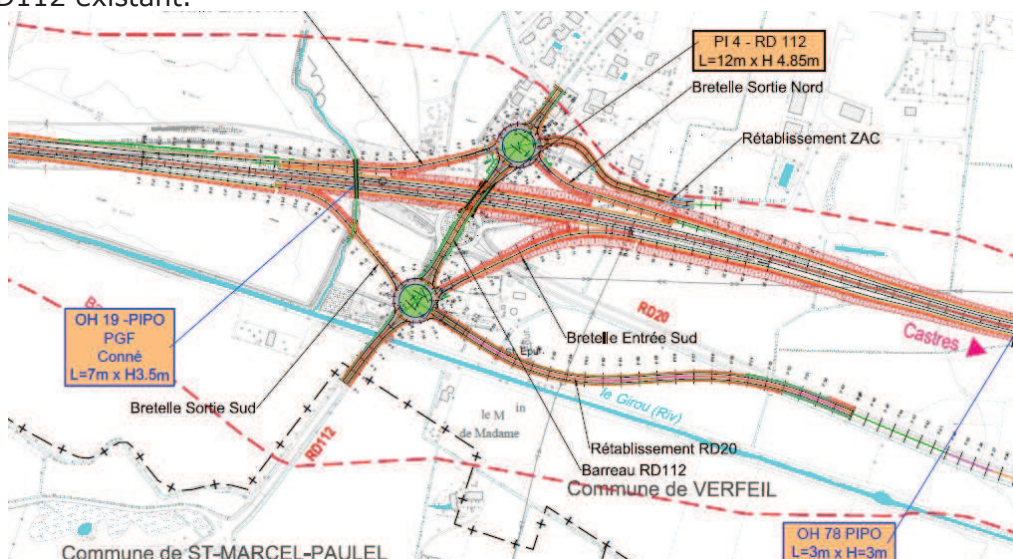 D112 existant.
PI 4 - RD 112
L=12m x H 4.85m
Bretelle Sortie Nord
Rétablissement ZAC
OH 19 -PIPO
PGF
Conné
L=7m x H3.5m
RD20
Castres
Bretelle Entrée Sud
Bretelle Sortie Sud
le Girou (Riv)
le M in
de Madame
RD112
Rétablissement RD20
Barreau RD112
Commune de VERFEIL
OH 78 PIPO
L=3m x H=3m
Commune de ST-MARCEL-PAULEL